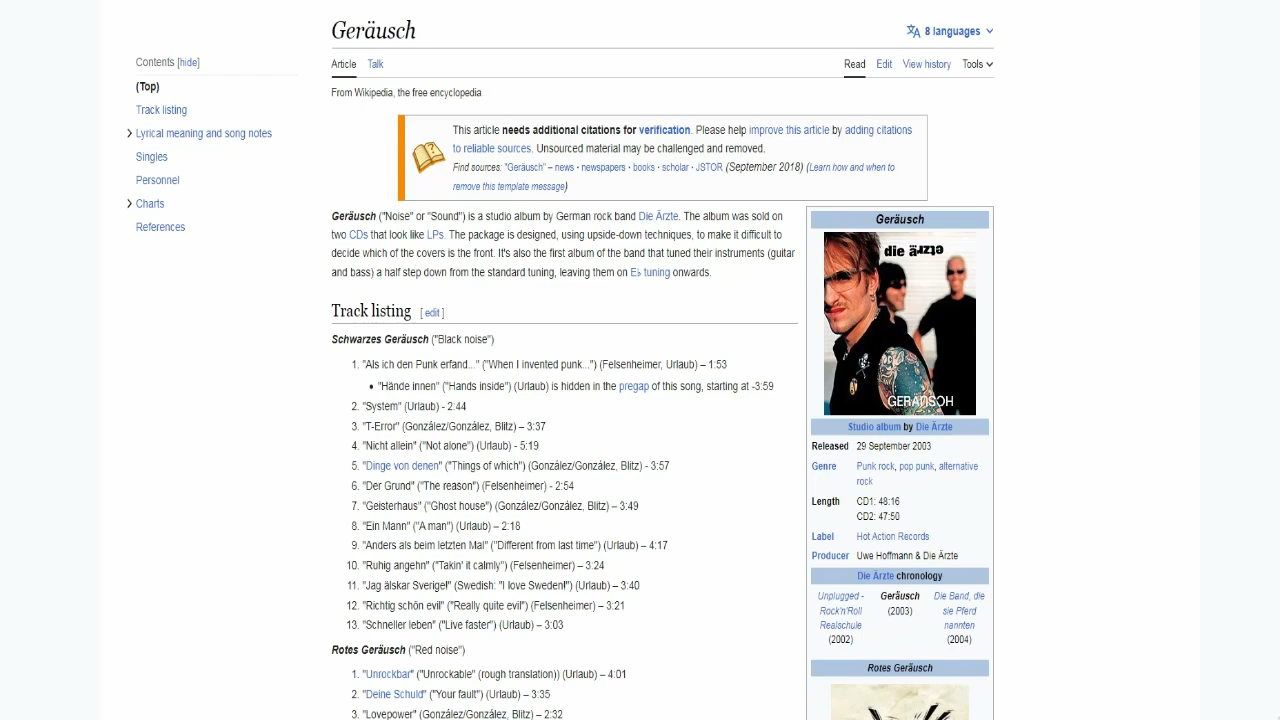 Geräusch
8 languages
Contents [hide]
(Top)
Track listing
Lyrical meaning and song notes
Singles
Personnel
Charts
References
Article Talk
Read Edit View history Tools
From Wikipedia, the free encyclopedia
This article needs additional citations for verification. Please help improve this article by adding citations
to reliable sources. Unsourced material may be challenged and removed.
Find sources: "Geräusch" – news · newspapers · books · scholar · JSTOR (September 2018) (Learn how and when to
remove this template message)
Geräusch ("Noise" or "Sound") is a studio album by German rock band Die Ärzte. The album was sold on
two CDs that look like LPs. The package is designed, using upside-down techniques, to make it difficult to
decide which of the covers is the front. It's also the first album of the band that tuned their instruments (guitar
and bass) a half step down from the standard tuning, leaving them on E♭ tuning onwards.
Track listing [ edit ]
Schwarzes Geräusch ("Black noise")
1. "Als ich den Punk erfand..." ("When I invented punk...") (Felsenheimer, Urlaub) – 1:53
• "Hände innen" ("Hands inside") (Urlaub) is hidden in the pregap of this song, starting at -3:59
2. "System" (Urlaub) - 2:44
3. "T-Error" (González/González, Blitz) – 3:37
4. "Nicht allein" ("Not alone") (Urlaub) - 5:19
5. "Dinge von denen" ("Things of which") (González/González, Blitz) - 3:57
6. "Der Grund" ("The reason") (Felsenheimer) - 2:54
7. "Geisterhaus" ("Ghost house") (González/González, Blitz) – 3:49
8. "Ein Mann" ("A man") (Urlaub) – 2:18
9. "Anders als beim letzten Mal" ("Different from last time") (Urlaub) – 4:17
10. "Ruhig angehn" ("Takin' it calmly") (Felsenheimer) – 3:24
11. "Jag älskar Sverige!" (Swedish: "I love Sweden!") (Urlaub) – 3:40
12. "Richtig schön evil" ("Really quite evil") (Felsenheimer) – 3:21
13. "Schneller leben" ("Live faster") (Urlaub) – 3:03
Rotes Geräusch ("Red noise")
1. "Unrockbar" ("Unrockable" (rough translation)) (Urlaub) – 4:01
2. "Deine Schuld" ("Your fault") (Urlaub) – 3:35
3. "Lovepower" (González/González, Blitz) – 2:32
Geräusch
die ärzte
GERÄUSCH
Studio album by Die Ärzte
Released 29 September 2003
Genre Punk rock, pop punk, alternative
rock
Length CD1: 48:16
CD2: 47:50
Label Hot Action Records
Producer Uwe Hoffmann & Die Ärzte
Die Ärzte chronology
Unplugged -
Rock'n'Roll
Realschule
(2002)
Geräusch
(2003)
Die Band, die
sie Pferd
nannten
(2004)
Rotes Geräusch